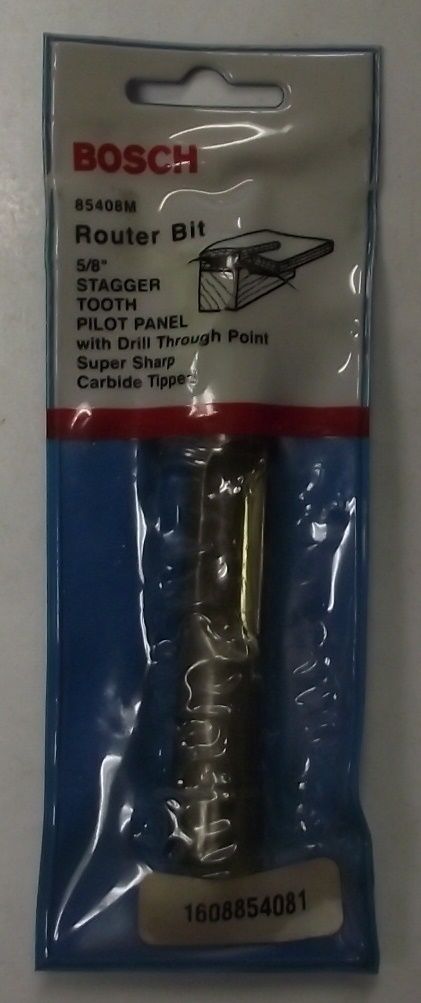 BOSCH
85408M
Router Bit
5/8"
STAGGER
TOOTH
PILOT PANEL
with Drill Through Point
Super Sharp
Carbide Tipped
1608854081